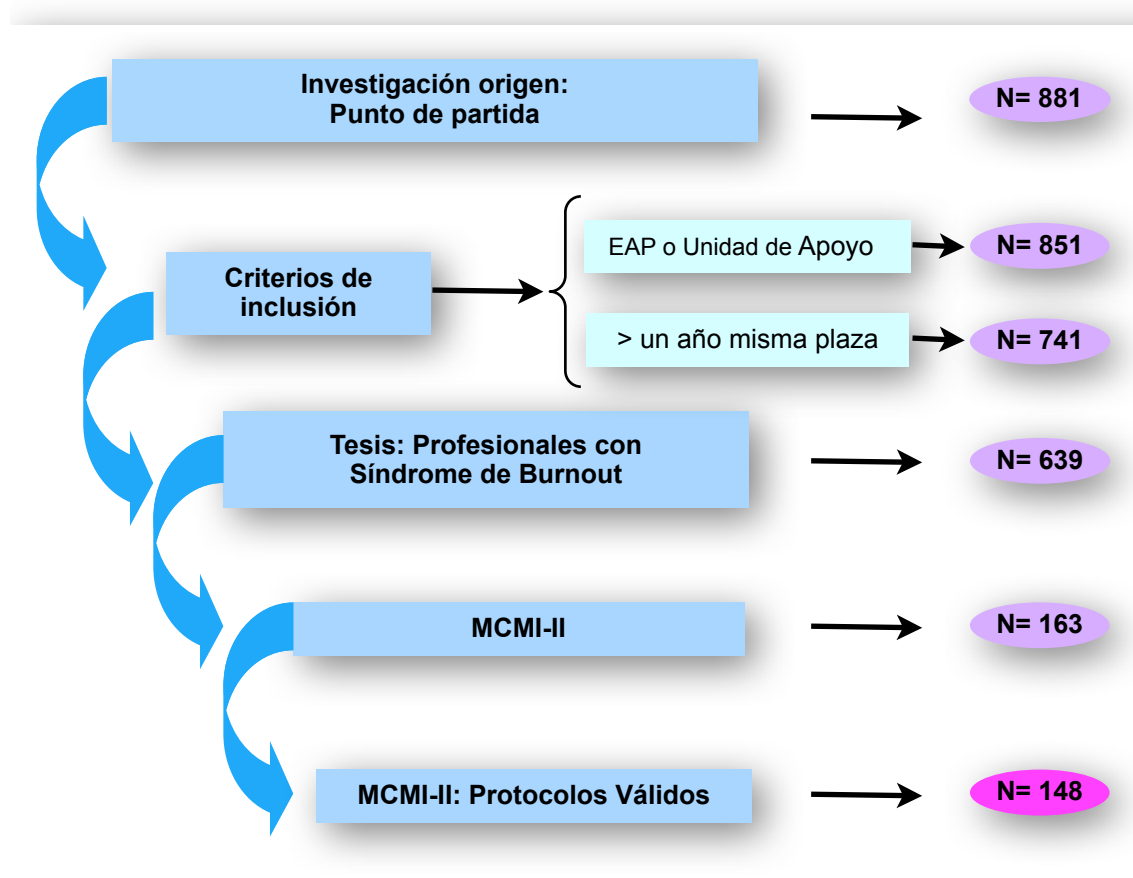 Investigación origen:
Punto de partida
N= 881
Criterios de
inclusión
EAP o Unidad de Apoyo
N= 851
> un año misma plaza
N= 741
Tesis: Profesionales con
Síndrome de Burnout
N= 639
MCMI-II
N= 163
MCMI-II: Protocolos Válidos
N= 148